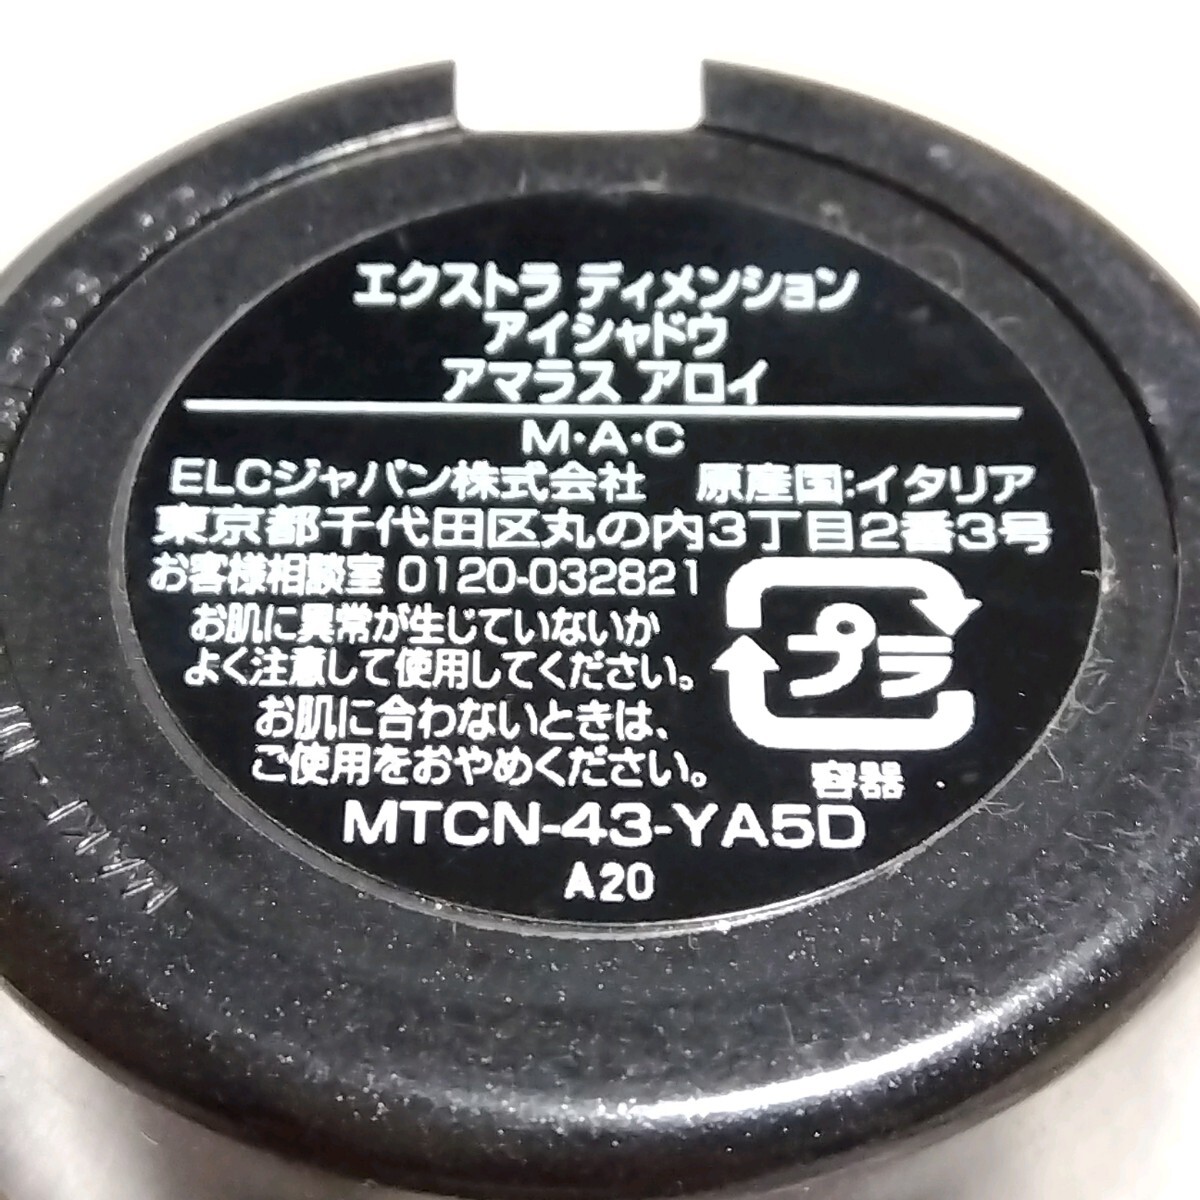 エクストラ ディメンション
アイシャドウ
アマラス アロイ
M・A・C
ELCジャパン株式会社 原産国:イタリア
東京都千代田区丸の内3丁目2番3号
お客様相談室 0120-032821
お肌に異常が生じていないか
よく注意して使用してください。
お肌に合わないときは、
ご使用をおやめください。
プラ
容器
MTCN-43-YA5D
A20